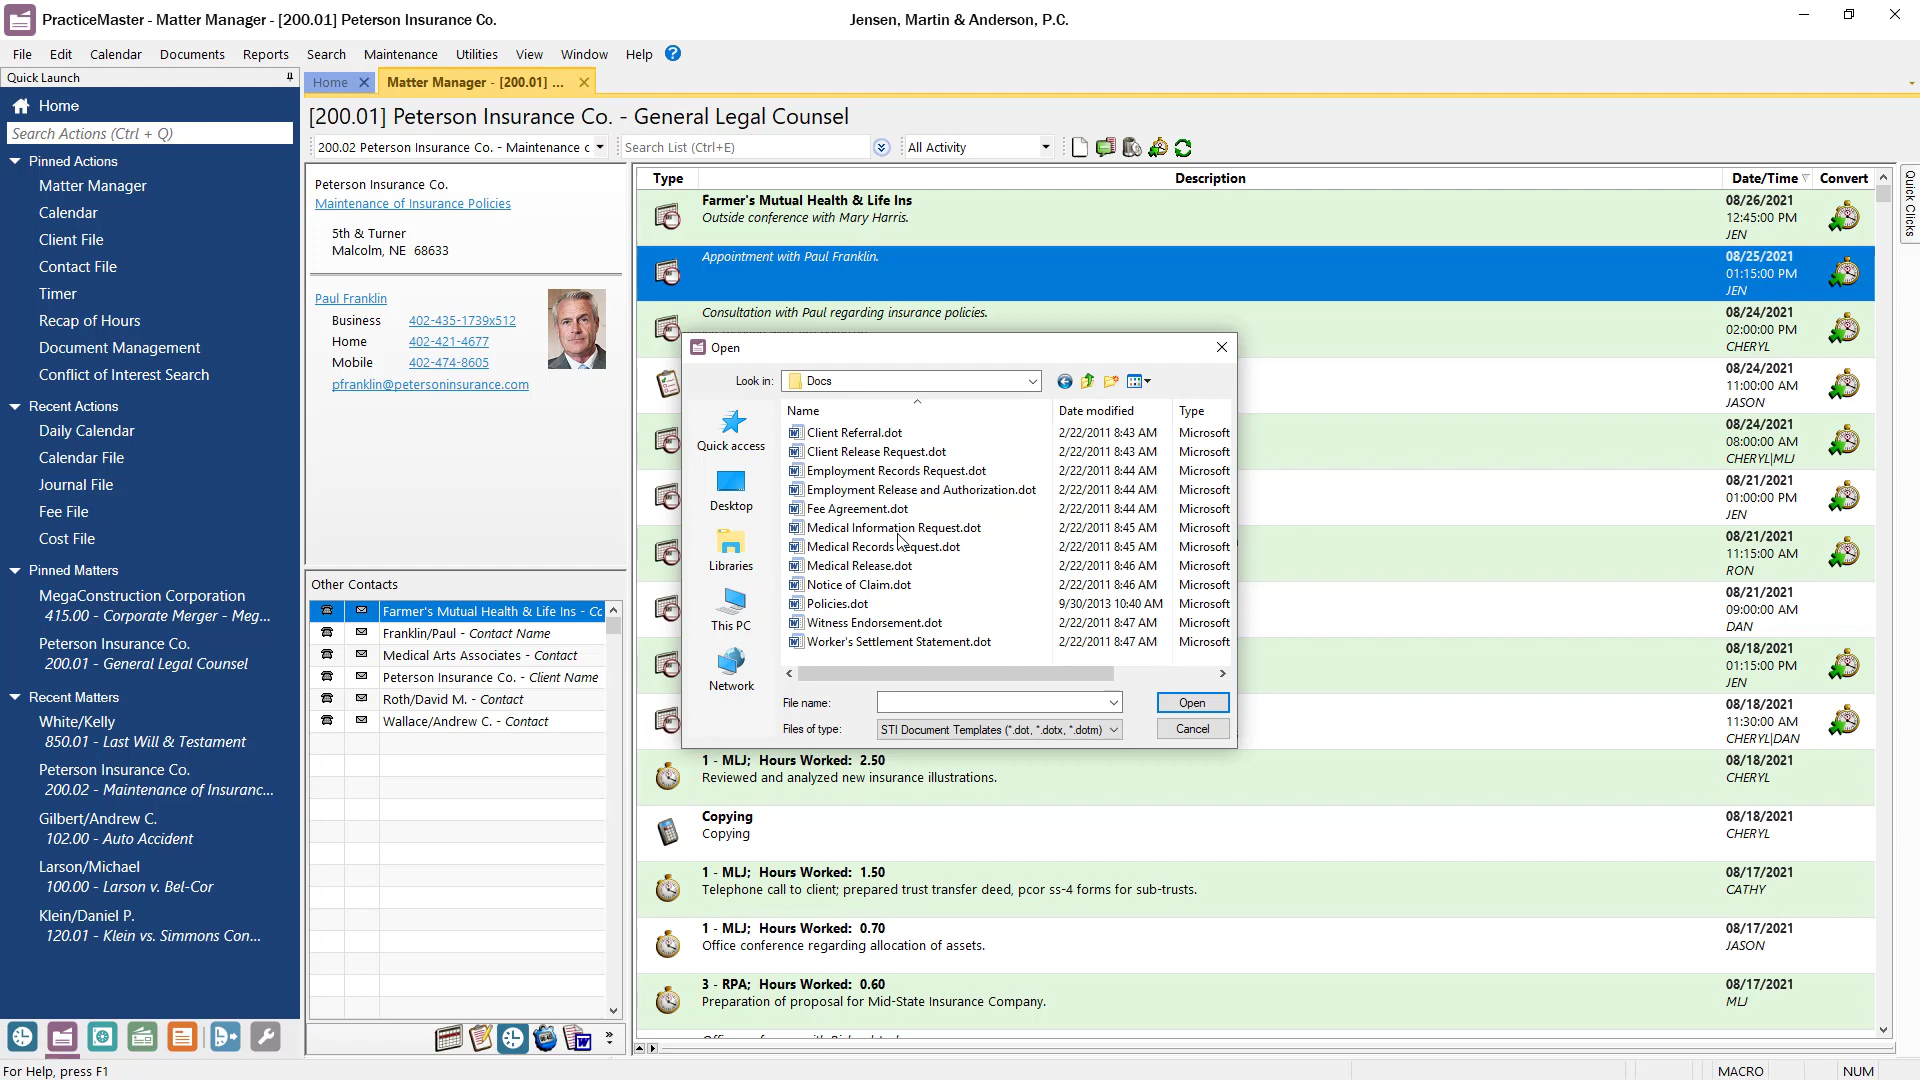 PracticeMaster - Matter Manager - [200.01] Peterson Insurance Co.
Jensen, Martin & Anderson, P.C.
File Edit Calendar Documents Reports Search Maintenance Utilities View Window Help
Quick Launch
Home
Search Actions (Ctrl + Q)
Pinned Actions
Matter Manager
Calendar
Client File
Contact File
Timer
Recap of Hours
Document Management
Conflict of Interest Search
Recent Actions
Daily Calendar
Calendar File
Journal File
Fee File
Cost File
Pinned Matters
MegaConstruction Corporation
415.00 - Corporate Merger - Meg...
Peterson Insurance Co.
200.01 - General Legal Counsel
Recent Matters
White/Kelly
850.01 - Last Will & Testament
Peterson Insurance Co.
200.02 - Maintenance of Insuranc...
Gilbert/Andrew C.
102.00 - Auto Accident
Larson/Michael
100.00 - Larson v. Bel-Cor
Klein/Daniel P.
120.01 - Klein vs. Simmons Con...
Home
Matter Manager - [200.01] ...
[200.01] Peterson Insurance Co. - General Legal Counsel
200.02 Peterson Insurance Co. - Maintenance c
Search List (Ctrl+E)
All Activity
Peterson Insurance Co.
Maintenance of Insurance Policies
5th & Turner
Malcolm, NE 68633
Paul Franklin
Business 402-435-1739x512
Home 402-421-4677
Mobile 402-474-8605
pfranklin@petersoninsurance.com
Other Contacts
Farmer's Mutual Health & Life Ins - Co
Franklin/Paul - Contact Name
Medical Arts Associates - Contact
Peterson Insurance Co. - Client Name
Roth/David M. - Contact
Wallace/Andrew C. - Contact
Type Description Date/Time Convert
Farmer's Mutual Health & Life Ins
Outside conference with Mary Harris.
08/26/2021
12:45:00 PM
JEN
Appointment with Paul Franklin.
08/25/2021
01:15:00 PM
JEN
Consultation with Paul regarding insurance policies.
08/24/2021
02:00:00 PM
CHERYL
08/24/2021
11:00:00 AM
JASON
08/24/2021
08:00:00 AM
CHERYL|MLJ
08/21/2021
01:00:00 PM
JEN
08/21/2021
11:15:00 AM
RON
08/21/2021
09:00:00 AM
DAN
08/18/2021
01:15:00 PM
JEN
08/18/2021
11:30:00 AM
CHERYL|DAN
1 - MLJ; Hours Worked: 2.50
Reviewed and analyzed new insurance illustrations.
08/18/2021
CHERYL
Copying
Copying
08/18/2021
CHERYL
1 - MLJ; Hours Worked: 1.50
Telephone call to client; prepared trust transfer deed, pcor ss-4 forms for sub-trusts.
08/17/2021
CATHY
1 - MLJ; Hours Worked: 0.70
Office conference regarding allocation of assets.
08/17/2021
JASON
3 - RPA; Hours Worked: 0.60
Preparation of proposal for Mid-State Insurance Company.
08/17/2021
MLJ
Quick Clicks
Open
Look in: Docs
Quick access
Desktop
Libraries
This PC
Network
Name Date modified Type
Client Referral.dot 2/22/2011 8:43 AM Microsoft
Client Release Request.dot 2/22/2011 8:43 AM Microsoft
Employment Records Request.dot 2/22/2011 8:44 AM Microsoft
Employment Release and Authorization.dot 2/22/2011 8:44 AM Microsoft
Fee Agreement.dot 2/22/2011 8:44 AM Microsoft
Medical Information Request.dot 2/22/2011 8:45 AM Microsoft
Medical Records Request.dot 2/22/2011 8:45 AM Microsoft
Medical Release.dot 2/22/2011 8:46 AM Microsoft
Notice of Claim.dot 2/22/2011 8:46 AM Microsoft
Policies.dot 9/30/2013 10:40 AM Microsoft
Witness Endorsement.dot 2/22/2011 8:47 AM Microsoft
Worker's Settlement Statement.dot 2/22/2011 8:47 AM Microsoft
File name:
Open
Files of type: STI Document Templates (*.dot, *.dotx, *.dotm)
Cancel
For Help, press F1
MACRO NUM